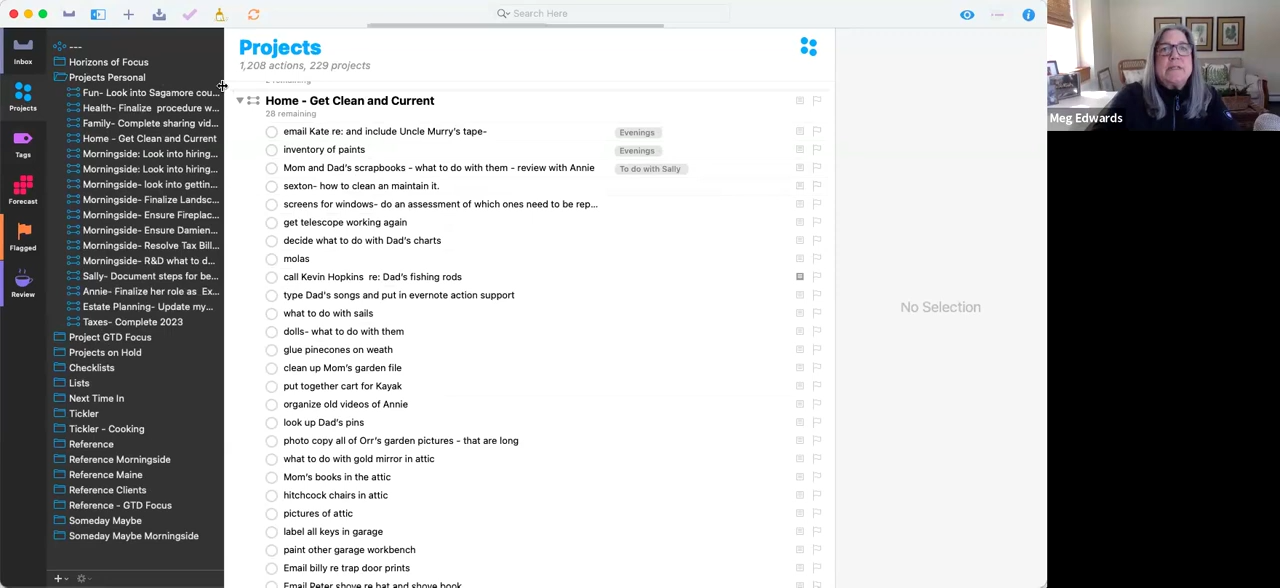 Search Here
Inbox
Projects
Tags
Forecast
Flagged
Review
---
Horizons of Focus
Projects Personal
Fun- Look into Sagamore cou...
Health- Finalize procedure w...
Family- Complete sharing vid...
Home - Get Clean and Current
Morningside: Look into hiring...
Morningside: Look into hiring...
Morningside- look into gettin...
Morningside- Finalize Landsc...
Morningside- Ensure Fireplac...
Morningside- Ensure Damien...
Morningside- Resolve Tax Bill...
Morningside- R&D what to d...
Sally- Document steps for be...
Annie- Finalize her role as Ex...
Estate Planning- Update my...
Taxes- Complete 2023
Project GTD Focus
Projects on Hold
Checklists
Lists
Next Time In
Tickler
Tickler - Cooking
Reference
Reference Morningside
Reference Maine
Reference Clients
Reference - GTD Focus
Someday Maybe
Someday Maybe Morningside
Projects
1,208 actions, 229 projects
Home - Get Clean and Current
28 remaining
email Kate re: and include Uncle Murry's tape- Evenings
inventory of paints Evenings
Mom and Dad's scrapbooks - what to do with them - review with Annie To do with Sally
sexton- how to clean an maintain it.
screens for windows- do an assessment of which ones need to be rep...
get telescope working again
decide what to do with Dad's charts
molas
call Kevin Hopkins re: Dad's fishing rods
type Dad's songs and put in evernote action support
what to do with sails
dolls- what to do with them
glue pinecones on weath
clean up Mom's garden file
put together cart for Kayak
organize old videos of Annie
look up Dad's pins
photo copy all of Orr's garden pictures - that are long
what to do with gold mirror in attic
Mom's books in the attic
hitchcock chairs in attic
pictures of attic
label all keys in garage
paint other garage workbench
Email billy re trap door prints
Email Peter shove re bat and shove book
No Selection
Meg Edwards